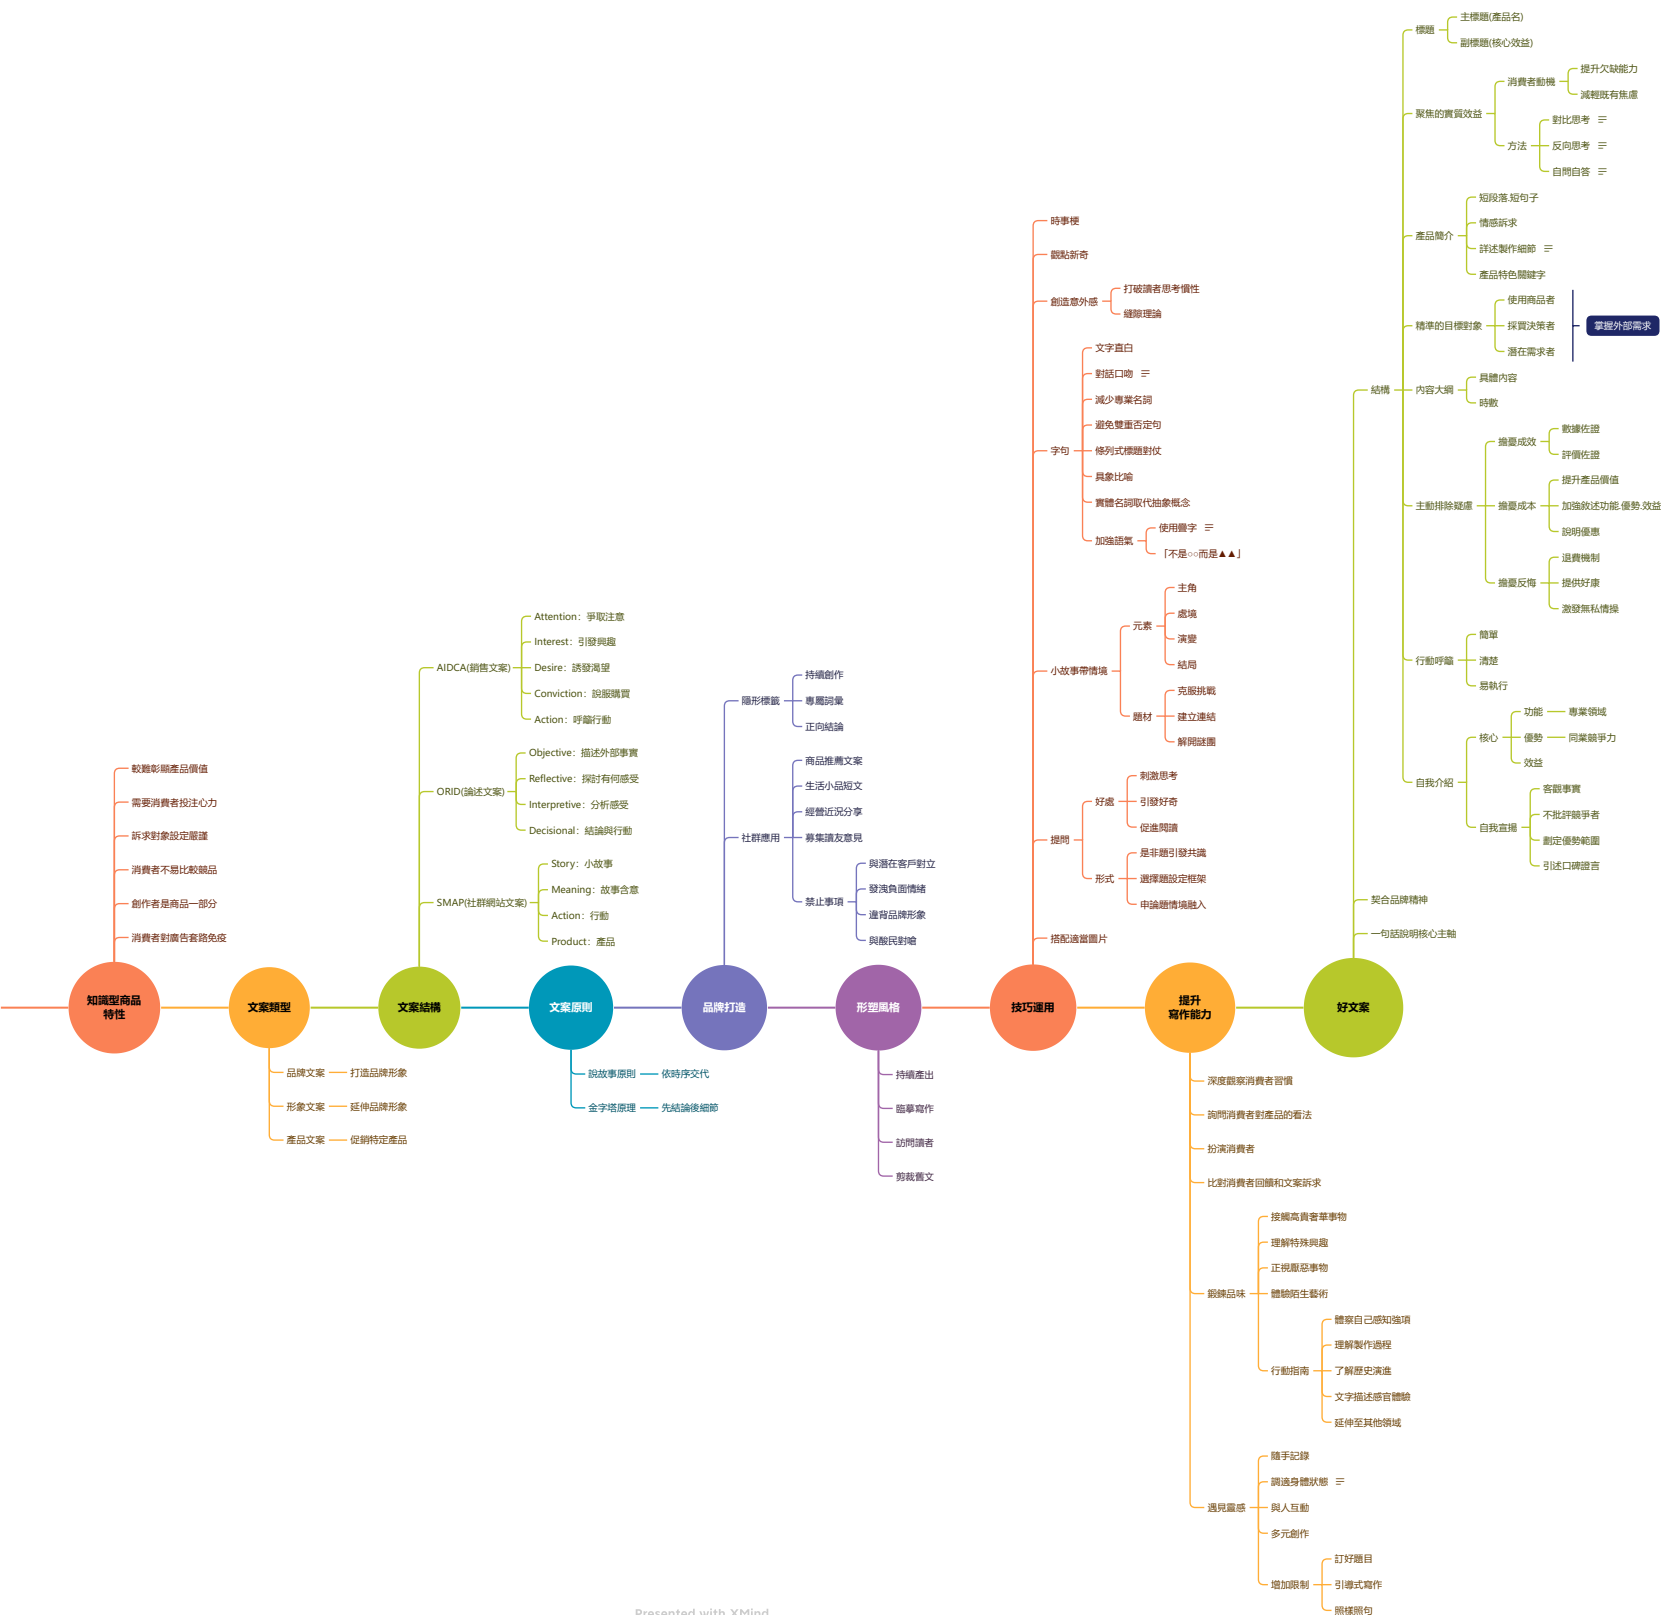 知識型商品
特性
較難彰顯產品價值
需要消費者投注心力
訴求對象設定嚴謹
消費者不易比較競品
創作者是商品一部分
消費者對廣告套路免疫
文案類型
品牌文案
打造品牌形象
形象文案
延伸品牌形象
產品文案
促銷特定產品
文案結構
AIDCA(銷售文案)
Attention：爭取注意
Interest：引發興趣
Desire：誘發渴望
Conviction：說服購買
Action：呼籲行動
ORID(論述文案)
Objective：描述外部事實
Reflective：探討有何感受
Interpretive：分析感受
Decisional：結論與行動
SMAP(社群網站文案)
Story：小故事
Meaning：故事含意
Action：行動
Product：產品
文案原則
說故事原則
依時序交代
金字塔原理
先結論後細節
品牌打造
隱形標籤
持續創作
專屬詞彙
正向結論
社群應用
商品推薦文案
生活小品短文
經營近況分享
募集讀友意見
禁止事項
與潛在客戶對立
發洩負面情緒
違背品牌形象
與酸民對嗆
形塑風格
持續產出
臨摹寫作
訪問讀者
剪裁舊文
技巧運用
時事梗
觀點新奇
創造意外感
打破讀者思考慣性
縫隙理論
字句
文字直白
對話口吻
減少專業名詞
避免雙重否定句
條列式標題對仗
具象比喻
實體名詞取代抽象概念
加強語氣
使用疊字
「不是○○而是▲▲」
小故事帶情境
元素
主角
處境
演變
結局
題材
克服挑戰
建立連結
解開謎團
提問
好處
刺激思考
引發好奇
促進閱讀
形式
是非題引發共識
選擇題設定框架
申論題情境融入
搭配適當圖片
提升
寫作能力
深度觀察消費者習慣
詢問消費者對產品的看法
扮演消費者
比對消費者回饋和文案訴求
鍛鍊品味
接觸高貴奢華事物
理解特殊興趣
正視厭惡事物
體驗陌生藝術
行動指南
體察自己感知強項
理解製作過程
了解歷史演進
文字描述感官體驗
延伸至其他領域
遇見靈感
隨手記錄
調適身體狀態
與人互動
多元創作
增加限制
訂好題目
引導式寫作
照樣照句
好文案
結構
標題
主標題(產品名)
副標題(核心效益)
聚焦的實質效益
消費者動機
提升欠缺能力
減輕既有焦慮
方法
對比思考
反向思考
自問自答
產品簡介
短段落.短句子
情感訴求
詳述製作細節
產品特色關鍵字
精準的目標對象
使用商品者
採買決策者
潛在需求者
掌握外部需求
內容大綱
具體內容
時數
主動排除疑慮
擔憂成效
數據佐證
評價佐證
擔憂成本
提升產品價值
加強敘述功能.優勢.效益
說明優惠
擔憂反悔
退費機制
提供好康
激發無私情操
行動呼籲
簡單
清楚
易執行
自我介紹
核心
功能
專業領域
優勢
同業競爭力
效益
自我宣揚
客觀事實
不批評競爭者
劃定優勢範圍
引述口碑證言
契合品牌精神
一句話說明核心主軸
Presented with XMind